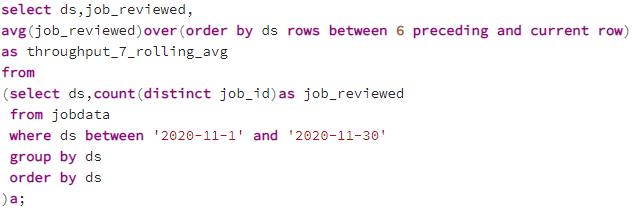 select ds,job_reviewed,
avg(job_reviewed)over(order by ds rows between 6 preceding and current row)
as throughput_7_rolling_avg
from
(select ds,count(distinct job_id)as job_reviewed
from jobdata
where ds between '2020-11-1' and '2020-11-30'
group by ds
order by ds
)a;